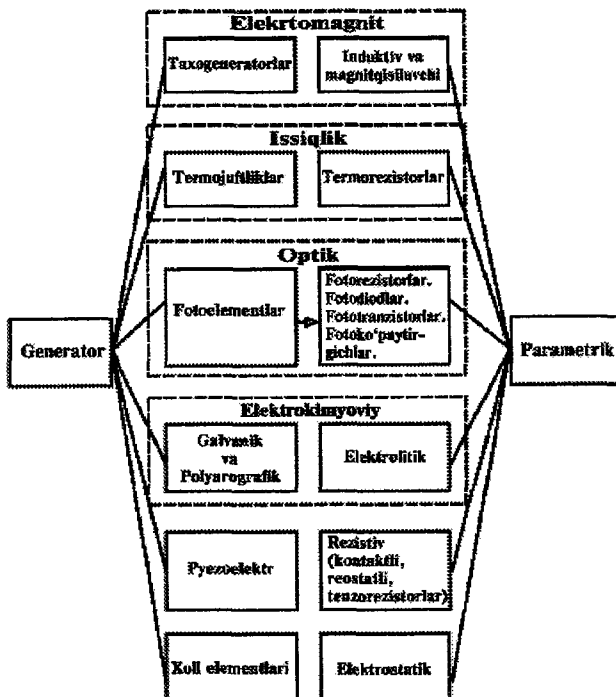 Elekrtomagnit
Taxogeneratorlar
Induktiv va
magnitqisiluvchi
Issiqlik
Termojuftliklar
Termorezistorlar
Optik
Fotoelementlar
Fotorezistorlar.
Fotodiodlar.
Fototranzistorlar.
Fotoko‘paytir-
gichlar.
Generator
Parametrik
Elektrokimyoviy
Galvanik
va
Polyarografik
Elektrolitik
Pyezoelektr
Rezistiv
(kontaktli,
reostatli,
tenzorezistorlar)
Xoll elementlari
Elektrostatik